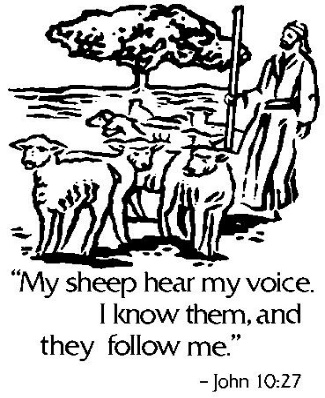 “My sheep hear my voice.
I know them, and
they follow me.”
– John 10:27